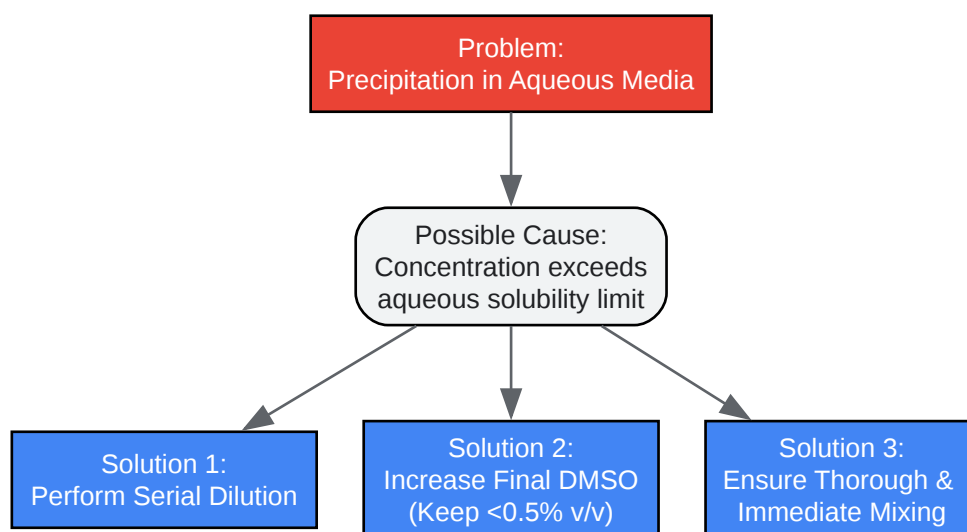 Problem:
Precipitation in Aqueous Media
Possible Cause:
Concentration exceeds
aqueous solubility limit
Solution 1:
Perform Serial Dilution
Solution 2:
Increase Final DMSO
(Keep <0.5% v/v)
Solution 3:
Ensure Thorough &
Immediate Mixing